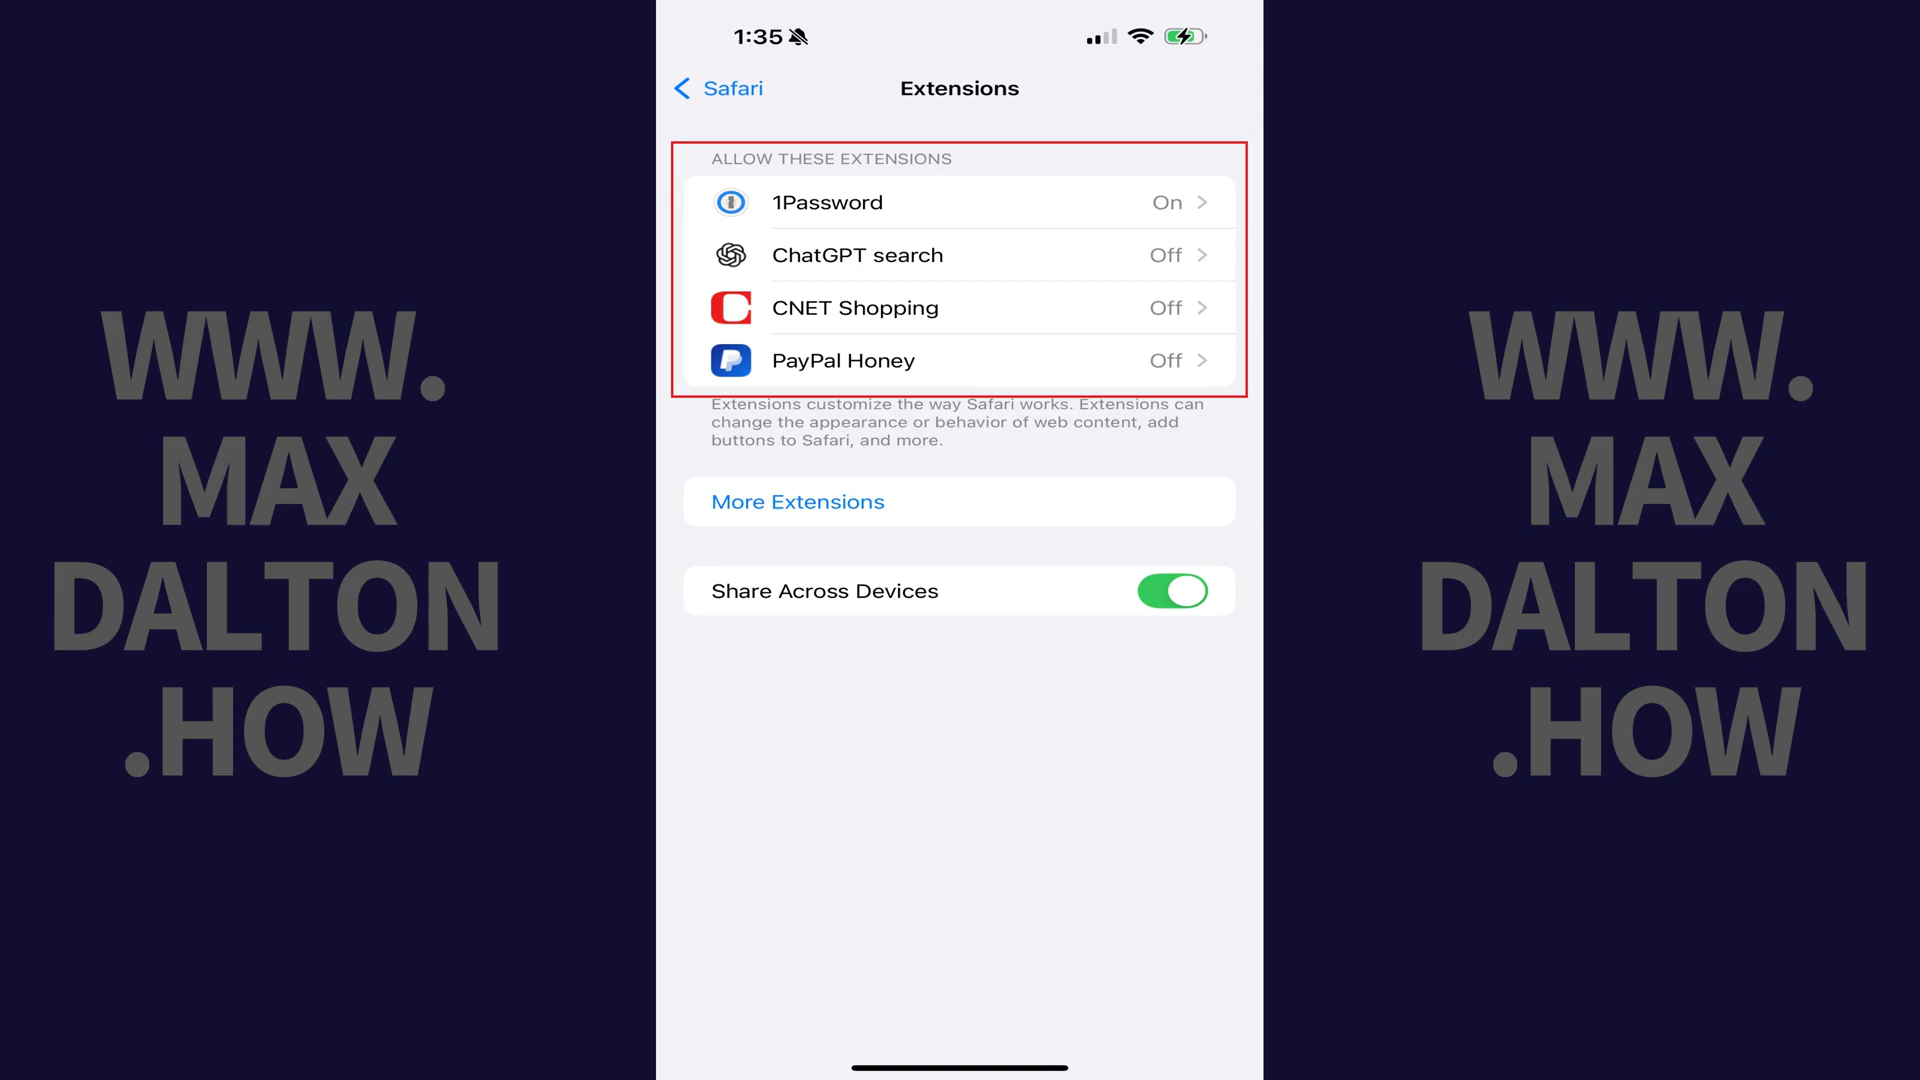 1:35
Safari
Extensions
ALLOW THESE EXTENSIONS
1Password On
ChatGPT search Off
CNET Shopping Off
PayPal Honey Off
Extensions customize the way Safari works. Extensions can
change the appearance or behavior of web content, add
buttons to Safari, and more.
More Extensions
Share Across Devices
WWW.
MAX
DALTON
.HOW
WWW.
MAX
DALTON
.HOW